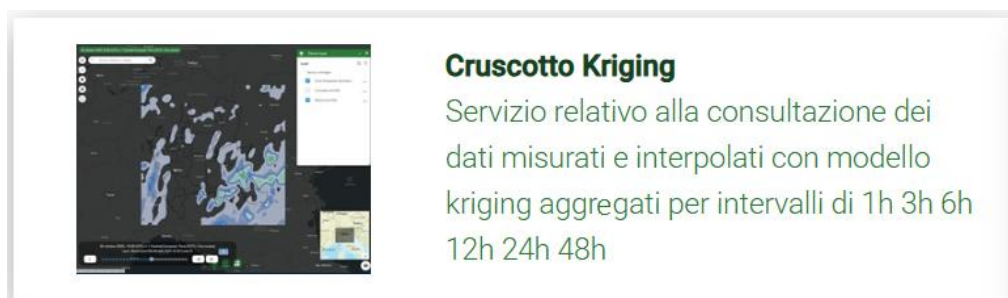 Cruscotto Kriging
Servizio relativo alla consultazione dei
dati misurati e interpolati con modello
kriging aggregati per intervalli di 1h 3h 6h
12h 24h 48h